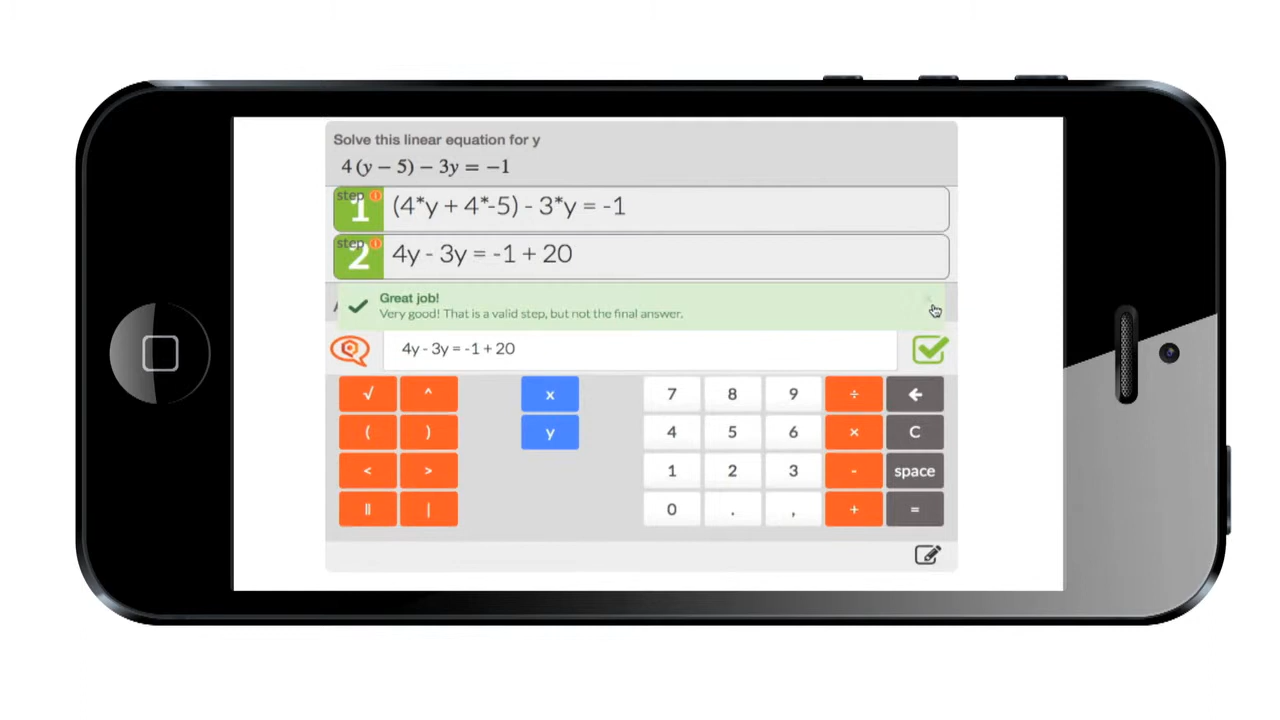 Solve this linear equation for y
4 (y − 5) − 3y = −1
step 1 (4*y + 4*-5) - 3*y = -1
step 2 4y - 3y = -1 + 20
Great job!
Very good! That is a valid step, but not the final answer.
4y - 3y = -1 + 20
√ ^ x 7 8 9 ÷ ←
( ) y 4 5 6 × C
< > 1 2 3 - space
|| | 0 . , + =